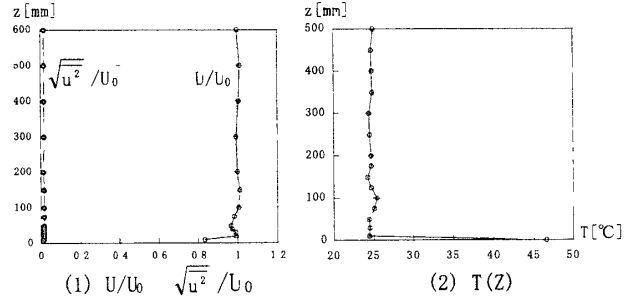 z[mm]
600
500
400
300
200
100
0
√u² /U₀
U/U₀
0 0.2 0.4 0.6 0.8 1 1.2
(1) U/U₀ √u² /U₀
z[mm]
500
400
300
200
100
0
20 25 30 35 40 45 50
T[℃]
(2) T(Z)